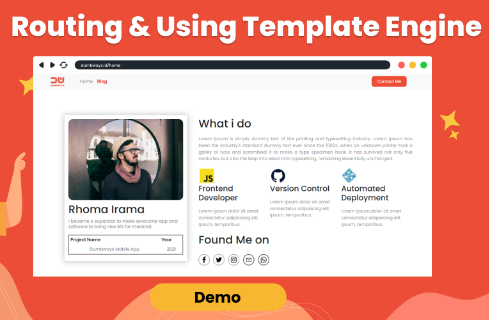 Routing & Using Template Engine
dumbways.id/home
Home Blog
Contact Me
What i do
Lorem Ipsum is simply dummy text of the printing and typesetting industry. Lorem Ipsum has
been the industry's standard dummy text ever since the 1500s, when an unknown printer took a
galley of type and scrambled it to make a type specimen book. It has survived not only five
centuries, but also the leap into electronic typesetting, remaining essentially unchanged.
JS
Frontend
Developer
Lorem ipsum dolor sit amet
consectetur adipisicing elit.
Ipsum, temporibus.
Version Control
Lorem ipsum dolor sit amet
consectetur adipisicing elit.
Ipsum, temporibus.
Automated
Deployment
Lorem ipsum dolor sit amet
consectetur adipisicing elit.
Ipsum, temporibus.
Rhoma Irama
I become a coperator to make awesome app and
software to bring new life for mankind.
Project Name Year
Dumbways Mobile App 2021
Found Me on
Demo